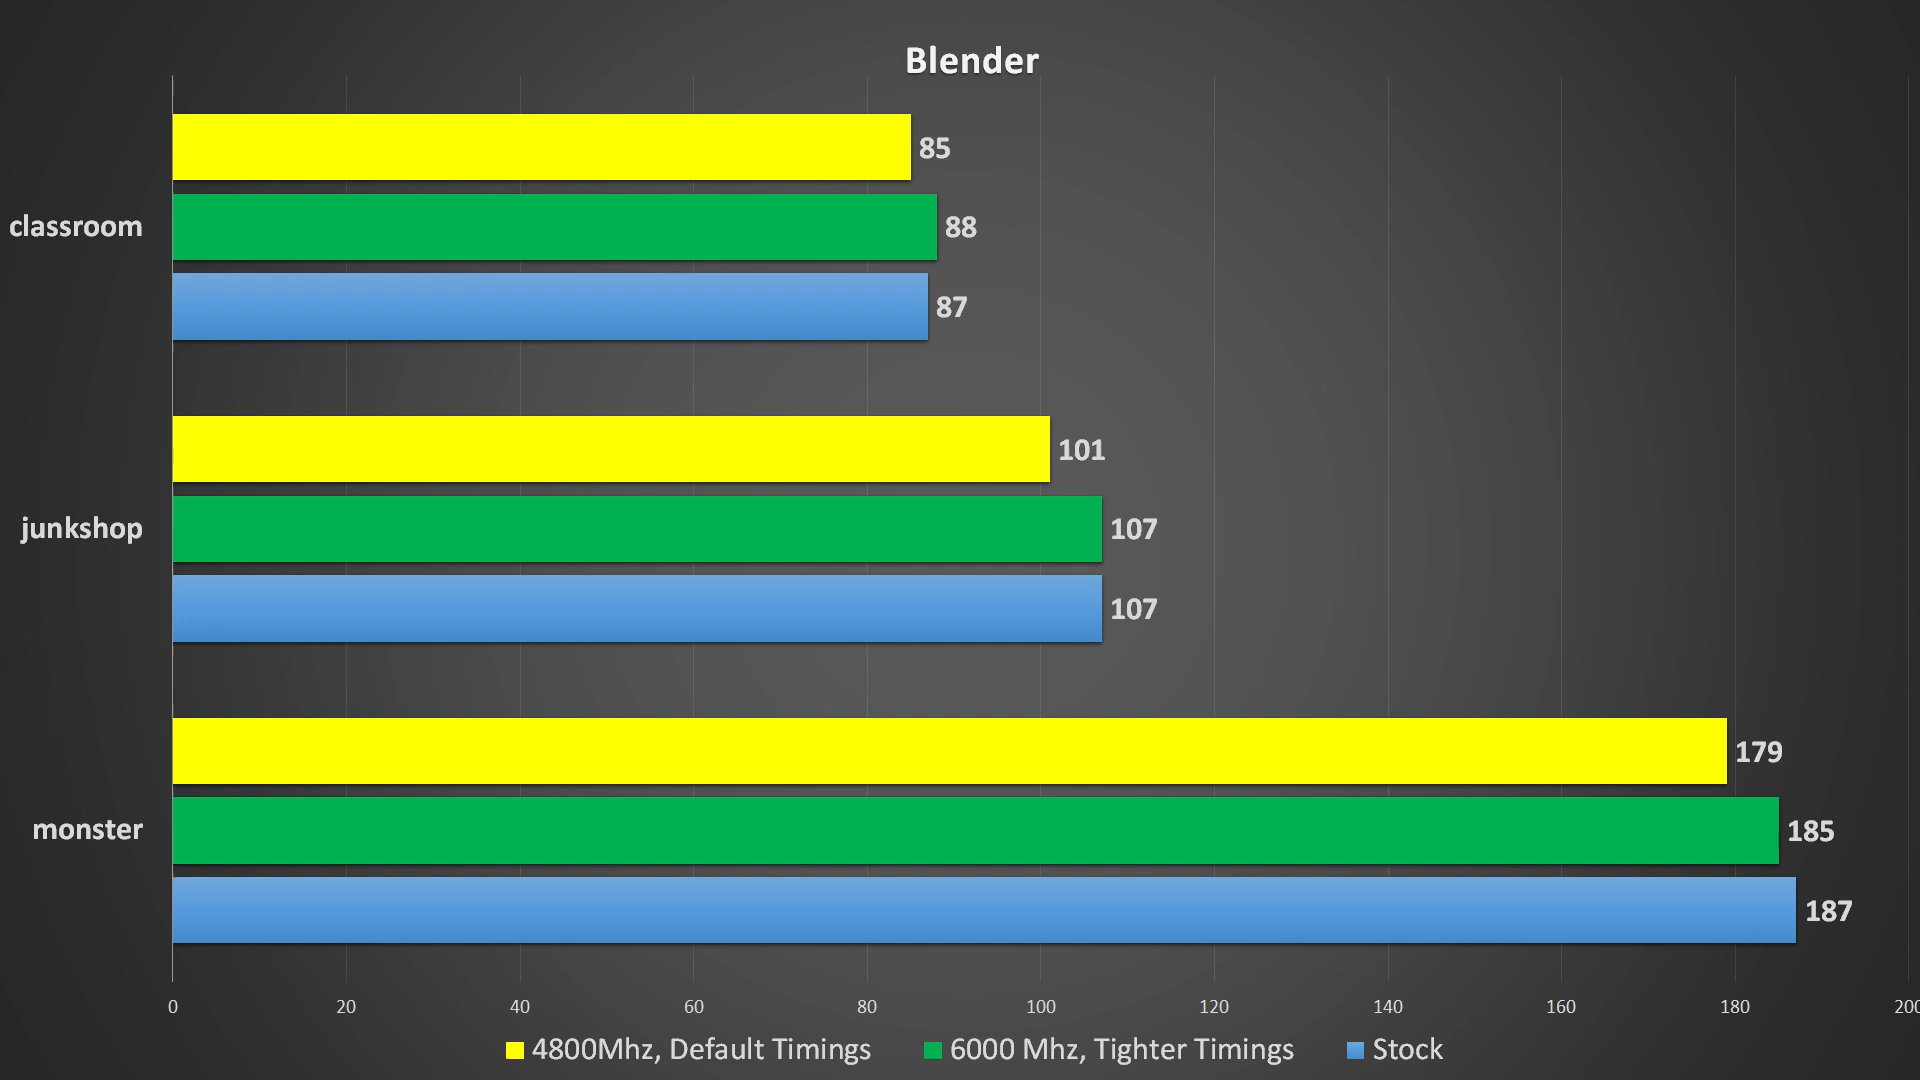 Blender
85
classroom
88
87
101
junkshop
107
107
179
monster
185
187
0 20 40 60 80 100 120 140 160 180 200
4800Mhz, Default Timings 6000 Mhz, Tighter Timings Stock